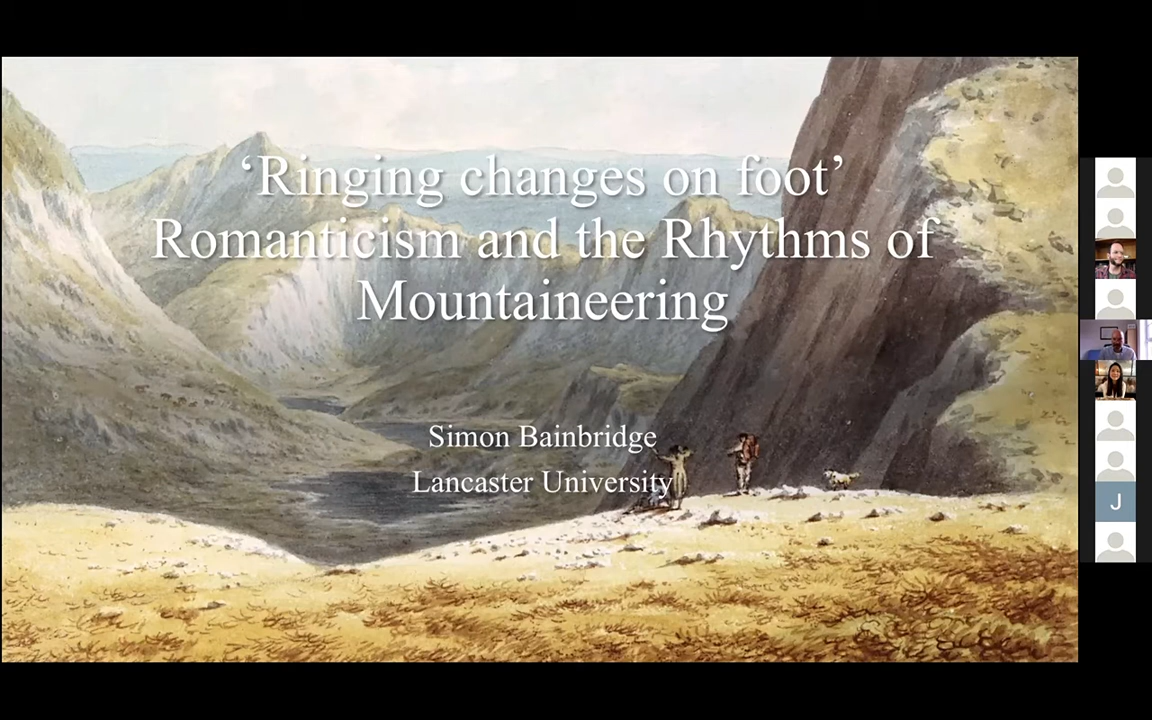 ‘Ringing changes on foot’
Romanticism and the Rhythms of
Mountaineering
Simon Bainbridge
Lancaster University
J